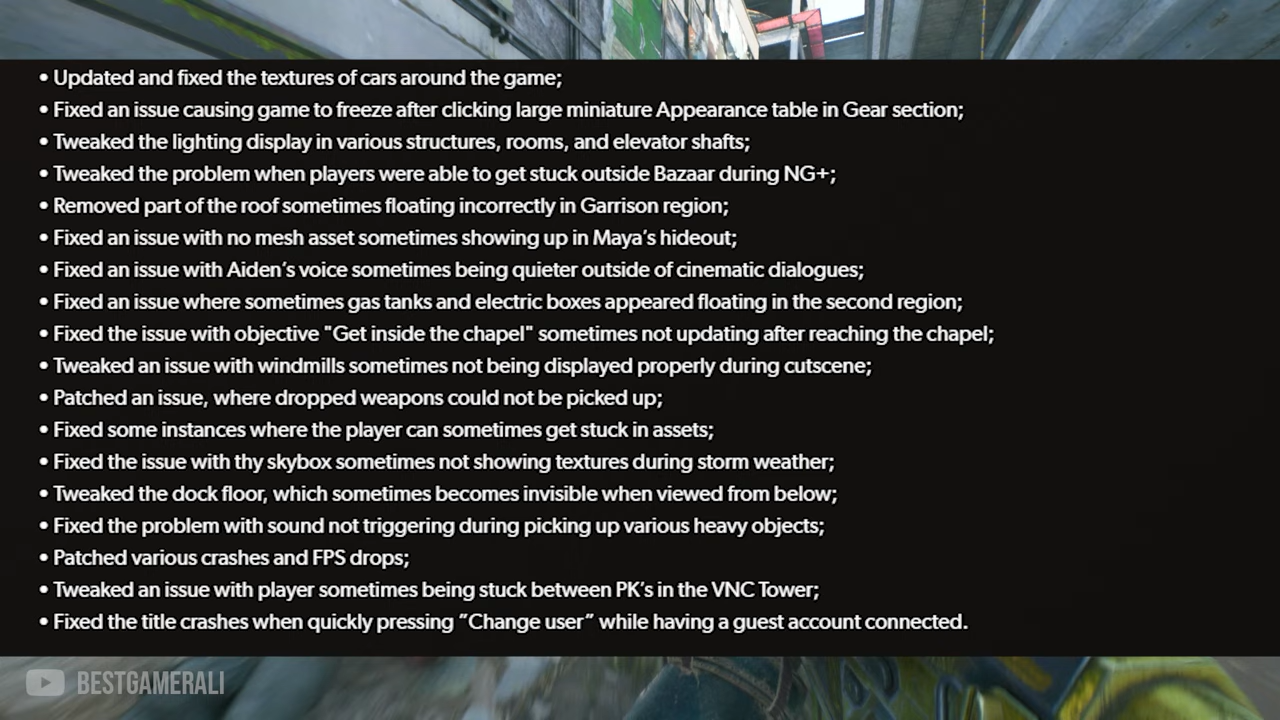 • Updated and fixed the textures of cars around the game;
• Fixed an issue causing game to freeze after clicking large miniature Appearance table in Gear section;
• Tweaked the lighting display in various structures, rooms, and elevator shafts;
• Tweaked the problem when players were able to get stuck outside Bazaar during NG+;
• Removed part of the roof sometimes floating incorrectly in Garrison region;
• Fixed an issue with no mesh asset sometimes showing up in Maya's hideout;
• Fixed an issue with Aiden's voice sometimes being quieter outside of cinematic dialogues;
• Fixed an issue where sometimes gas tanks and electric boxes appeared floating in the second region;
• Fixed the issue with objective "Get inside the chapel" sometimes not updating after reaching the chapel;
• Tweaked an issue with windmills sometimes not being displayed properly during cutscene;
• Patched an issue, where dropped weapons could not be picked up;
• Fixed some instances where the player can sometimes get stuck in assets;
• Fixed the issue with thy skybox sometimes not showing textures during storm weather;
• Tweaked the dock floor, which sometimes becomes invisible when viewed from below;
• Fixed the problem with sound not triggering during picking up various heavy objects;
• Patched various crashes and FPS drops;
• Tweaked an issue with player sometimes being stuck between PK's in the VNC Tower;
• Fixed the title crashes when quickly pressing ”Change user” while having a guest account connected.
BESTGAMERALI